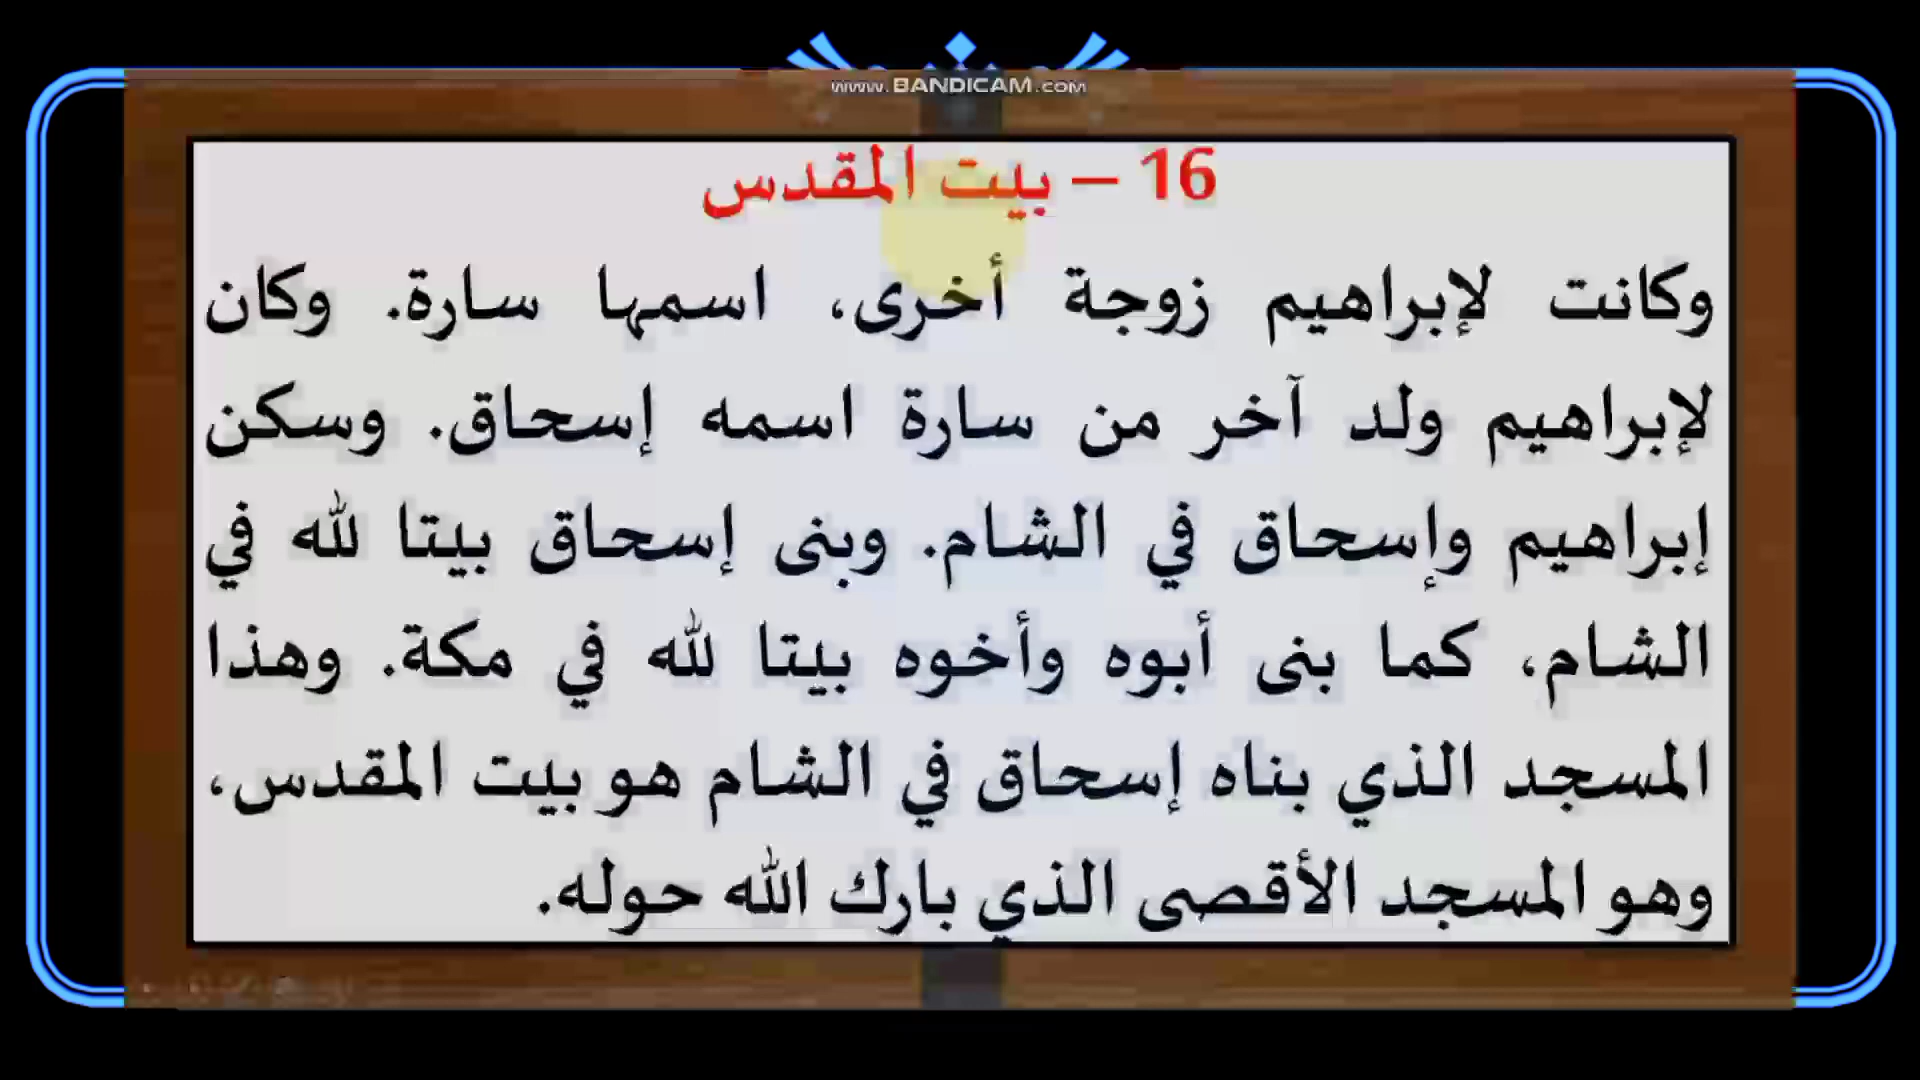 www.BANDICAM.com
16 – بيت المقدس
وكانت لإبراهيم زوجة أخرى، اسمها سارة. وكان
لإبراهيم ولد آخر من سارة اسمه إسحاق. وسكن
إبراهيم وإسحاق في الشام. وبنى إسحاق بيتا لله في
الشام، كما بنى أبوه وأخوه بيتا لله في مكة. وهذا
المسجد الذي بناه إسحاق في الشام هو بيت المقدس،
وهو المسجد الأقصى الذي بارك الله حوله.